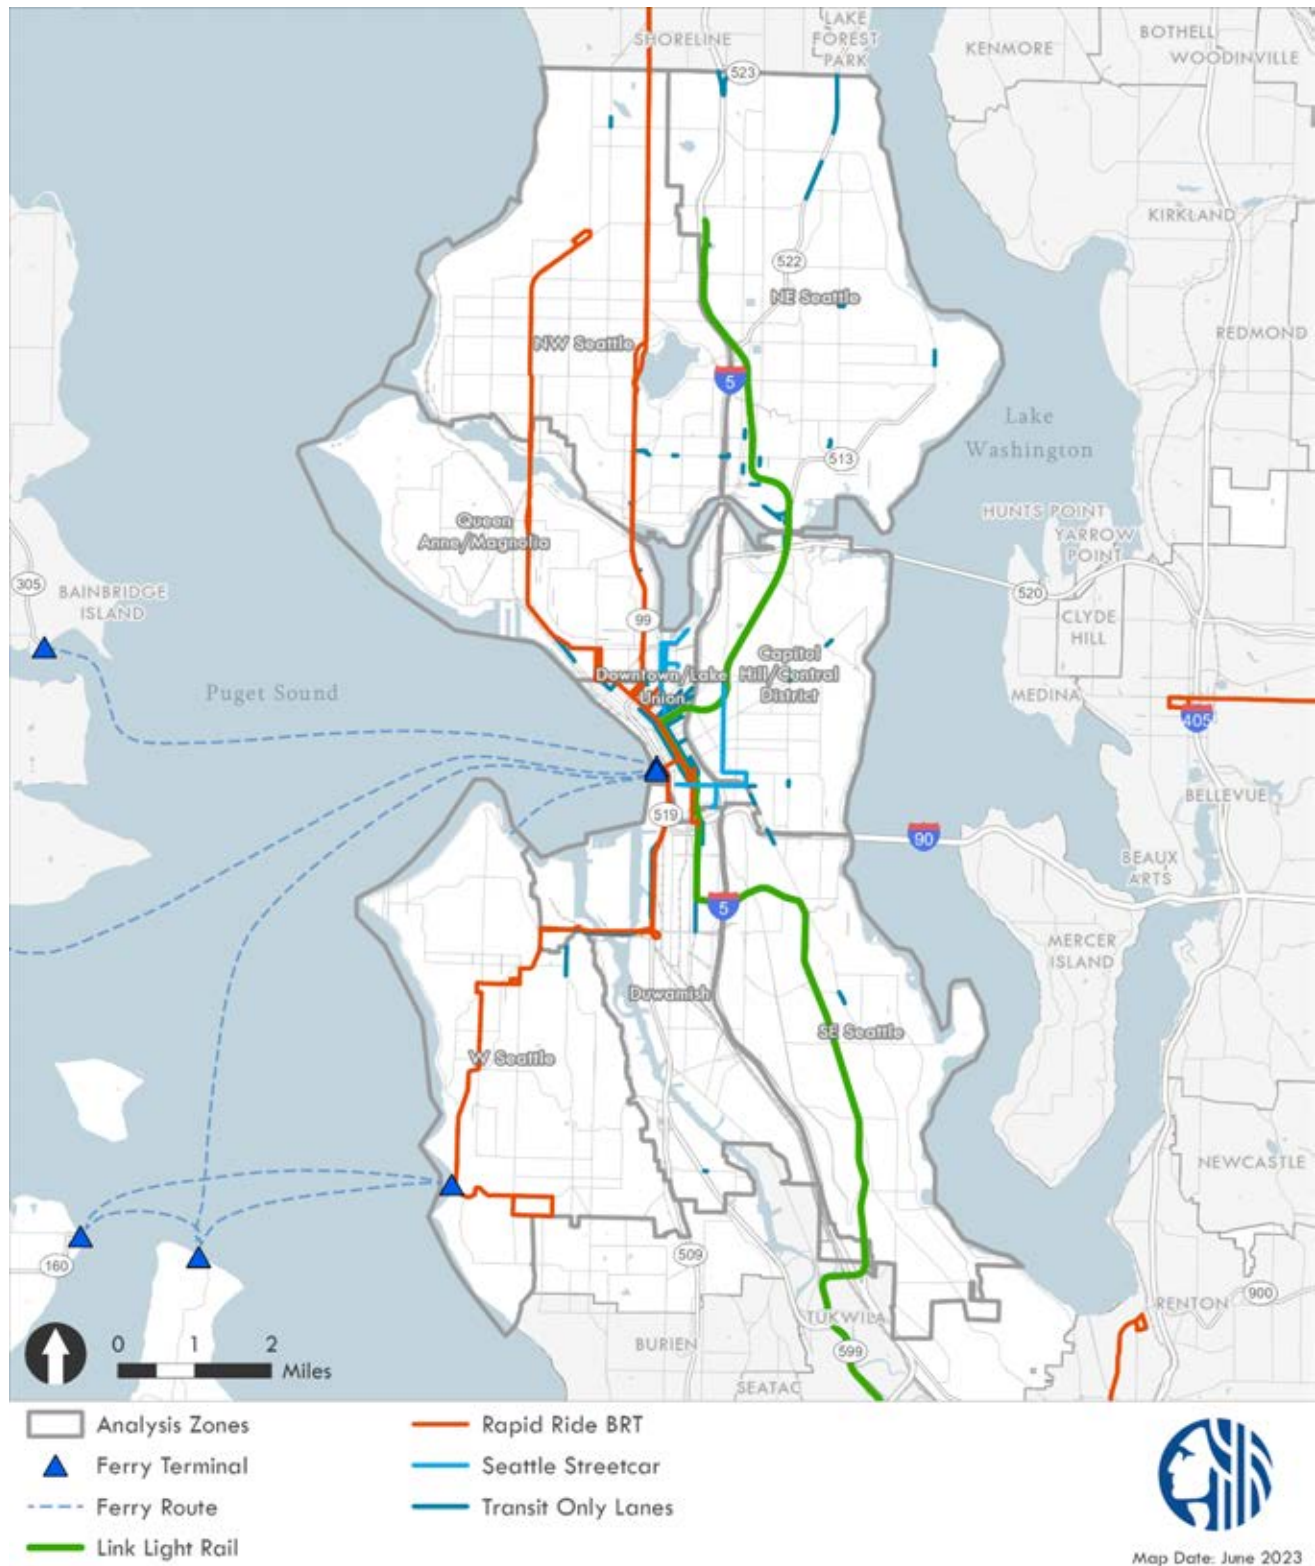 SHORELINE
LAKE
FOREST
PARK
KENMORE
BOTHELL
WOODINVILLE
523
KIRKLAND
522
NE Seattle
NW Seattle
REDMOND
5
Lake
Washington
513
HUNTS POINT
YARROW
POINT
Queen
Anne/Magnolia
305
BAINBRIDGE
ISLAND
520
CLYDE
HILL
99
Capitol
Hill/Central
District
Downtown/Lake
Union
Puget Sound
MEDINA
405
519
BELLEVUE
90
BEAUX
ARTS
5
MERCER
ISLAND
Duwamish
SE Seattle
W Seattle
NEWCASTLE
160
509
RENTON
900
TUKWILA
BURIEN
599
SEATAC
0 1 2
Miles
Analysis Zones
Ferry Terminal
Ferry Route
Link Light Rail
Rapid Ride BRT
Seattle Streetcar
Transit Only Lanes
Map Date: June 2023